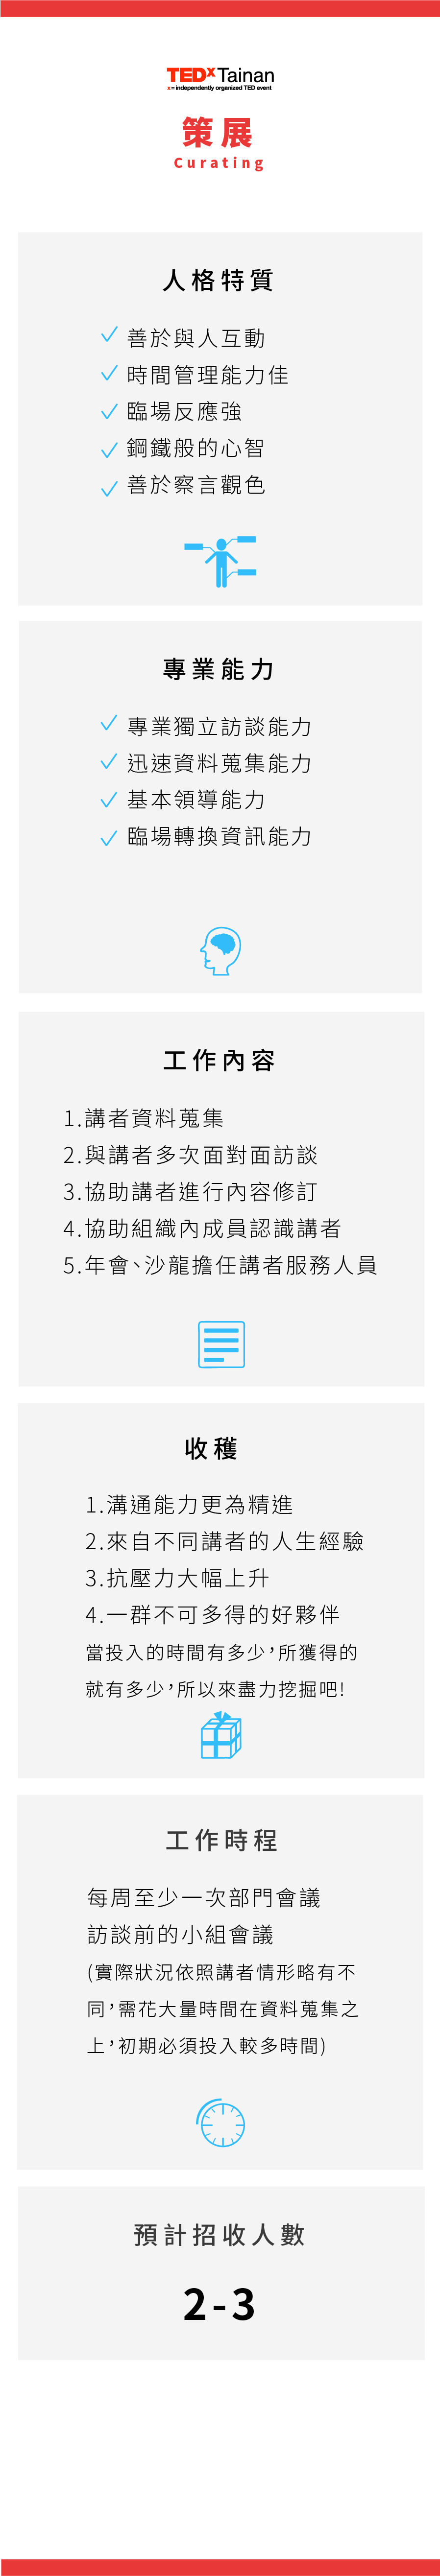 TEDxTainan
x = independently organized TED event
策展
Curating
人格特質
善於與人互動
時間管理能力佳
臨場反應強
鋼鐵般的心智
善於察言觀色
專業能力
專業獨立訪談能力
迅速資料蒐集能力
基本領導能力
臨場轉換資訊能力
工作內容
1.講者資料蒐集
2.與講者多次面對面訪談
3.協助講者進行內容修訂
4.協助組織內成員認識講者
5.年會、沙龍擔任講者服務人員
收穫
1.溝通能力更為精進
2.來自不同講者的人生經驗
3.抗壓力大幅上升
4.一群不可多得的好夥伴
當投入的時間有多少，所獲得的
就有多少，所以來盡力挖掘吧!
工作時程
每周至少一次部門會議
訪談前的小組會議
(實際狀況依照講者情形略有不
同，需花大量時間在資料蒐集之
上，初期必須投入較多時間)
預計招收人數
2-3